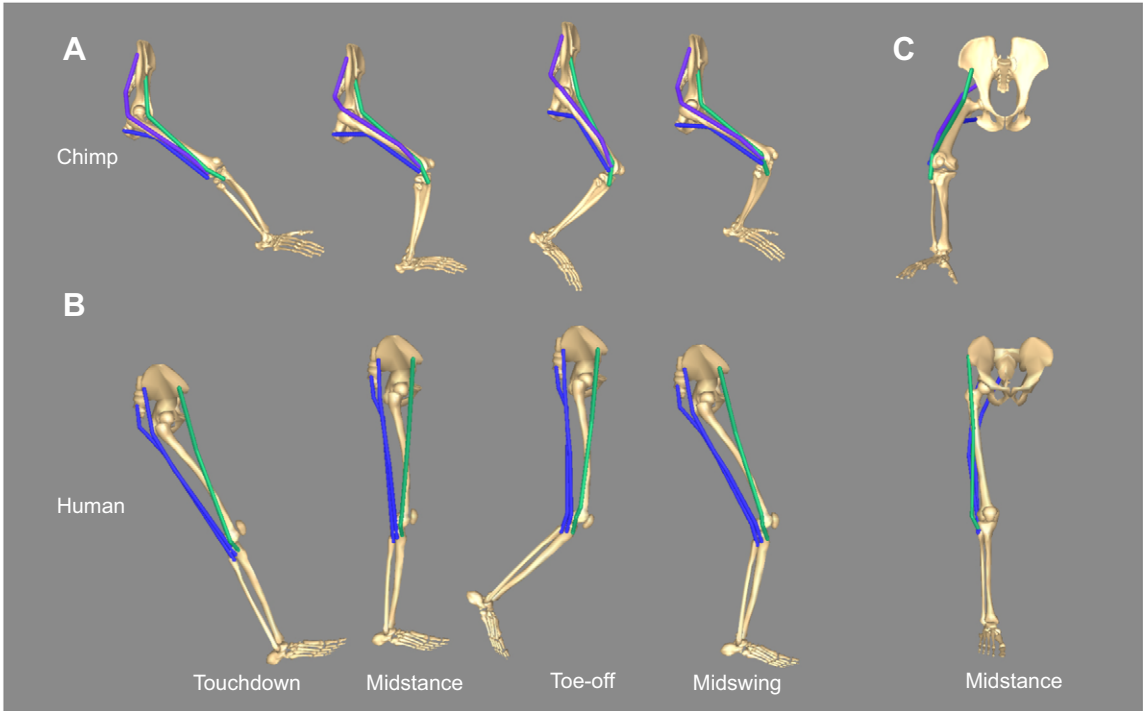 A
C
Chimp
B
Human
Touchdown
Midstance
Toe-off
Midswing
Midstance